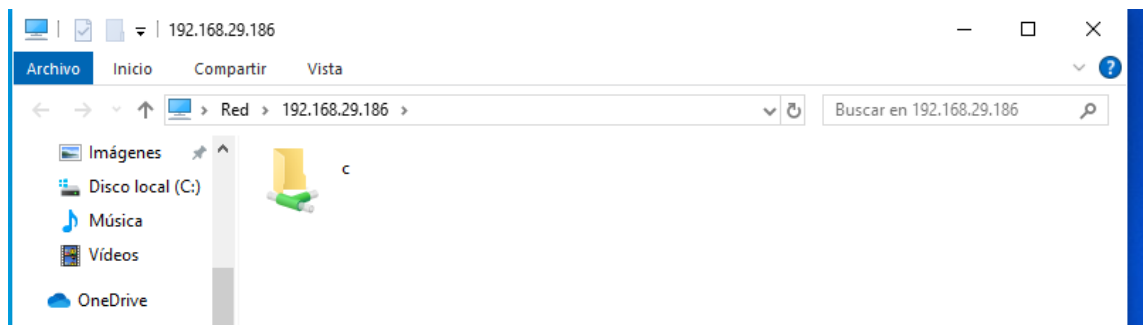 192.168.29.186
Archivo Inicio Compartir Vista
Red > 192.168.29.186 >
Buscar en 192.168.29.186
Imágenes
Disco local (C:)
Música
Vídeos
OneDrive
c